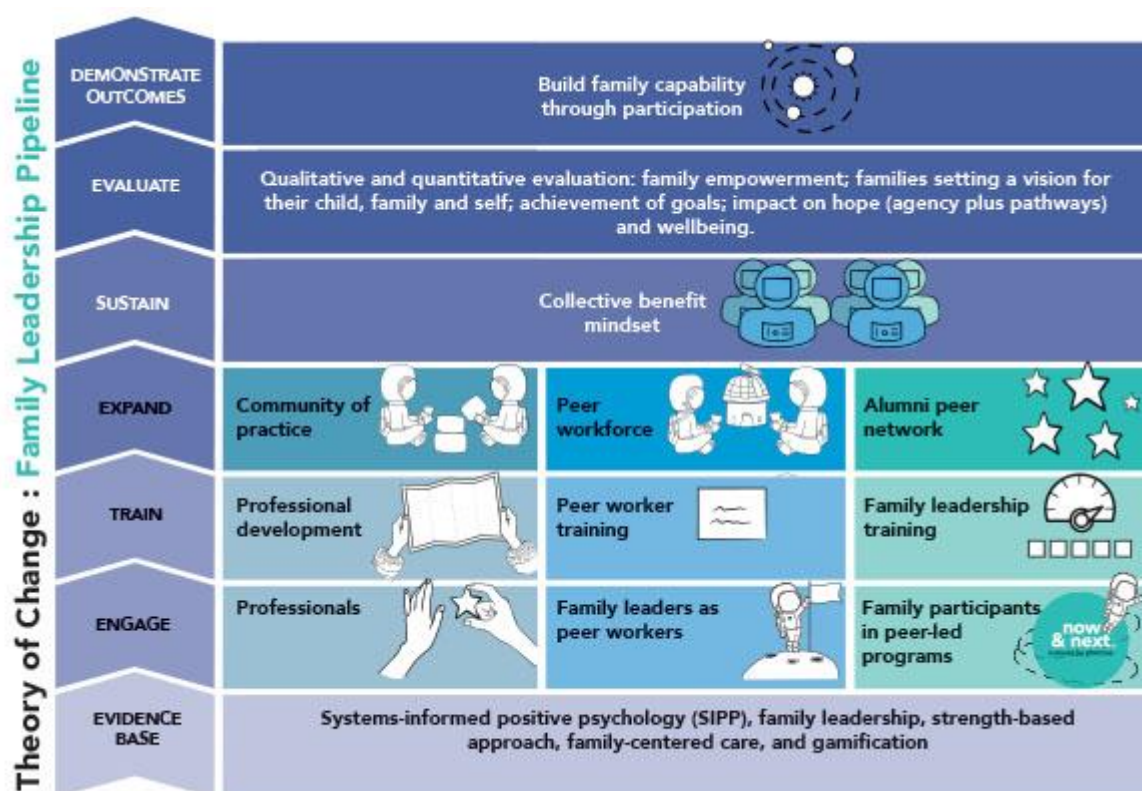 Theory of Change : Family Leadership Pipeline
DEMONSTRATE
OUTCOMES
Build family capability
through participation
EVALUATE
Qualitative and quantitative evaluation: family empowerment; families setting a vision for
their child, family and self; achievement of goals; impact on hope (agency plus pathways)
and wellbeing.
SUSTAIN
Collective benefit
mindset
EXPAND
Community of
practice
Peer
workforce
Alumni peer
network
TRAIN
Professional
development
Peer worker
training
Family leadership
training
ENGAGE
Professionals
Family leaders as
peer workers
Family participants
in peer-led
programs
now
& next
EVIDENCE
BASE
Systems-informed positive psychology (SIPP), family leadership, strength-based
approach, family-centered care, and gamification